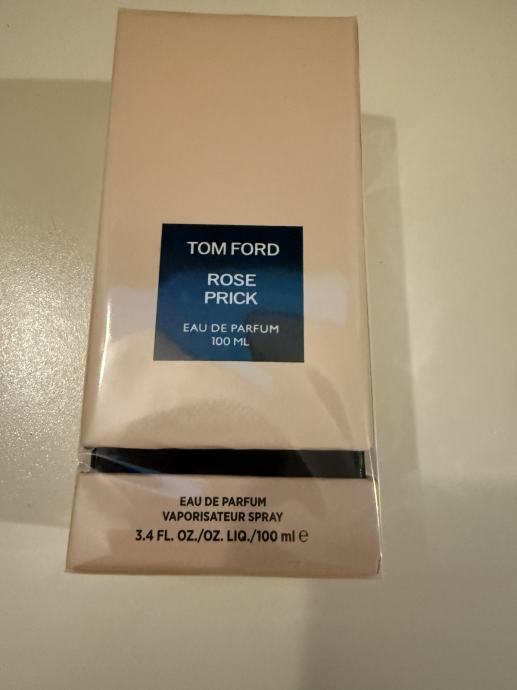 TOM FORD
ROSE
PRICK
EAU DE PARFUM
100 ML
EAU DE PARFUM
VAPORISATEUR SPRAY
3.4 FL. OZ./OZ. LIQ./100 ml ℮